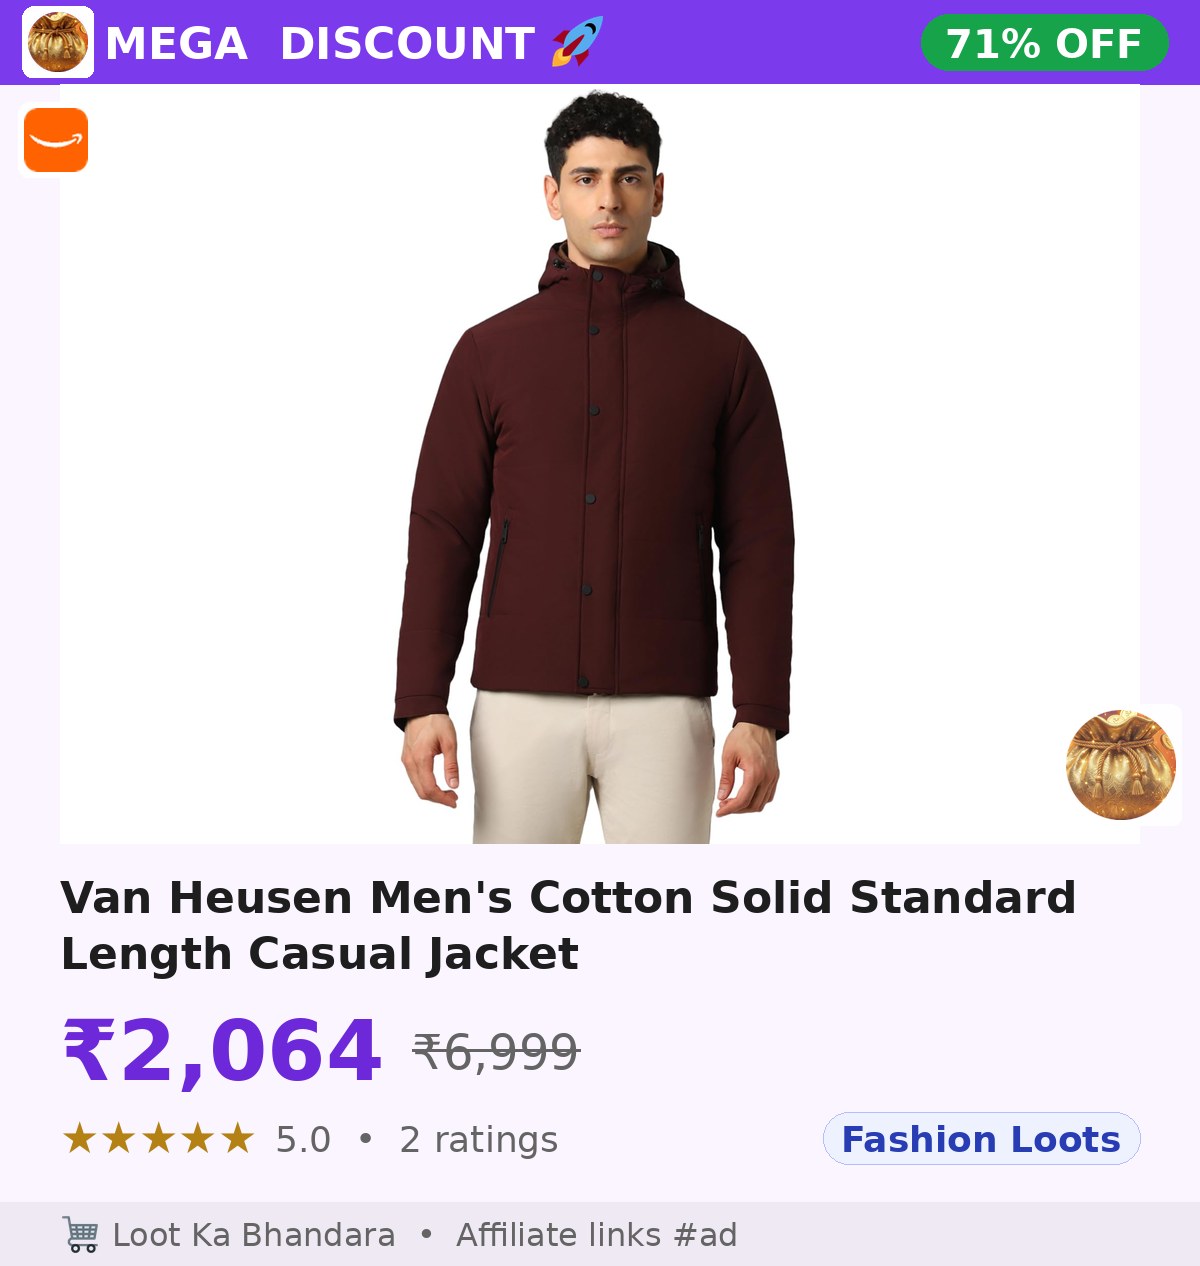 MEGA DISCOUNT 🚀
71% OFF
Van Heusen Men's Cotton Solid Standard
Length Casual Jacket
₹2,064 ₹6,999
★★★★★ 5.0 • 2 ratings
Fashion Loots
🛒 Loot Ka Bhandara • Affiliate links #ad